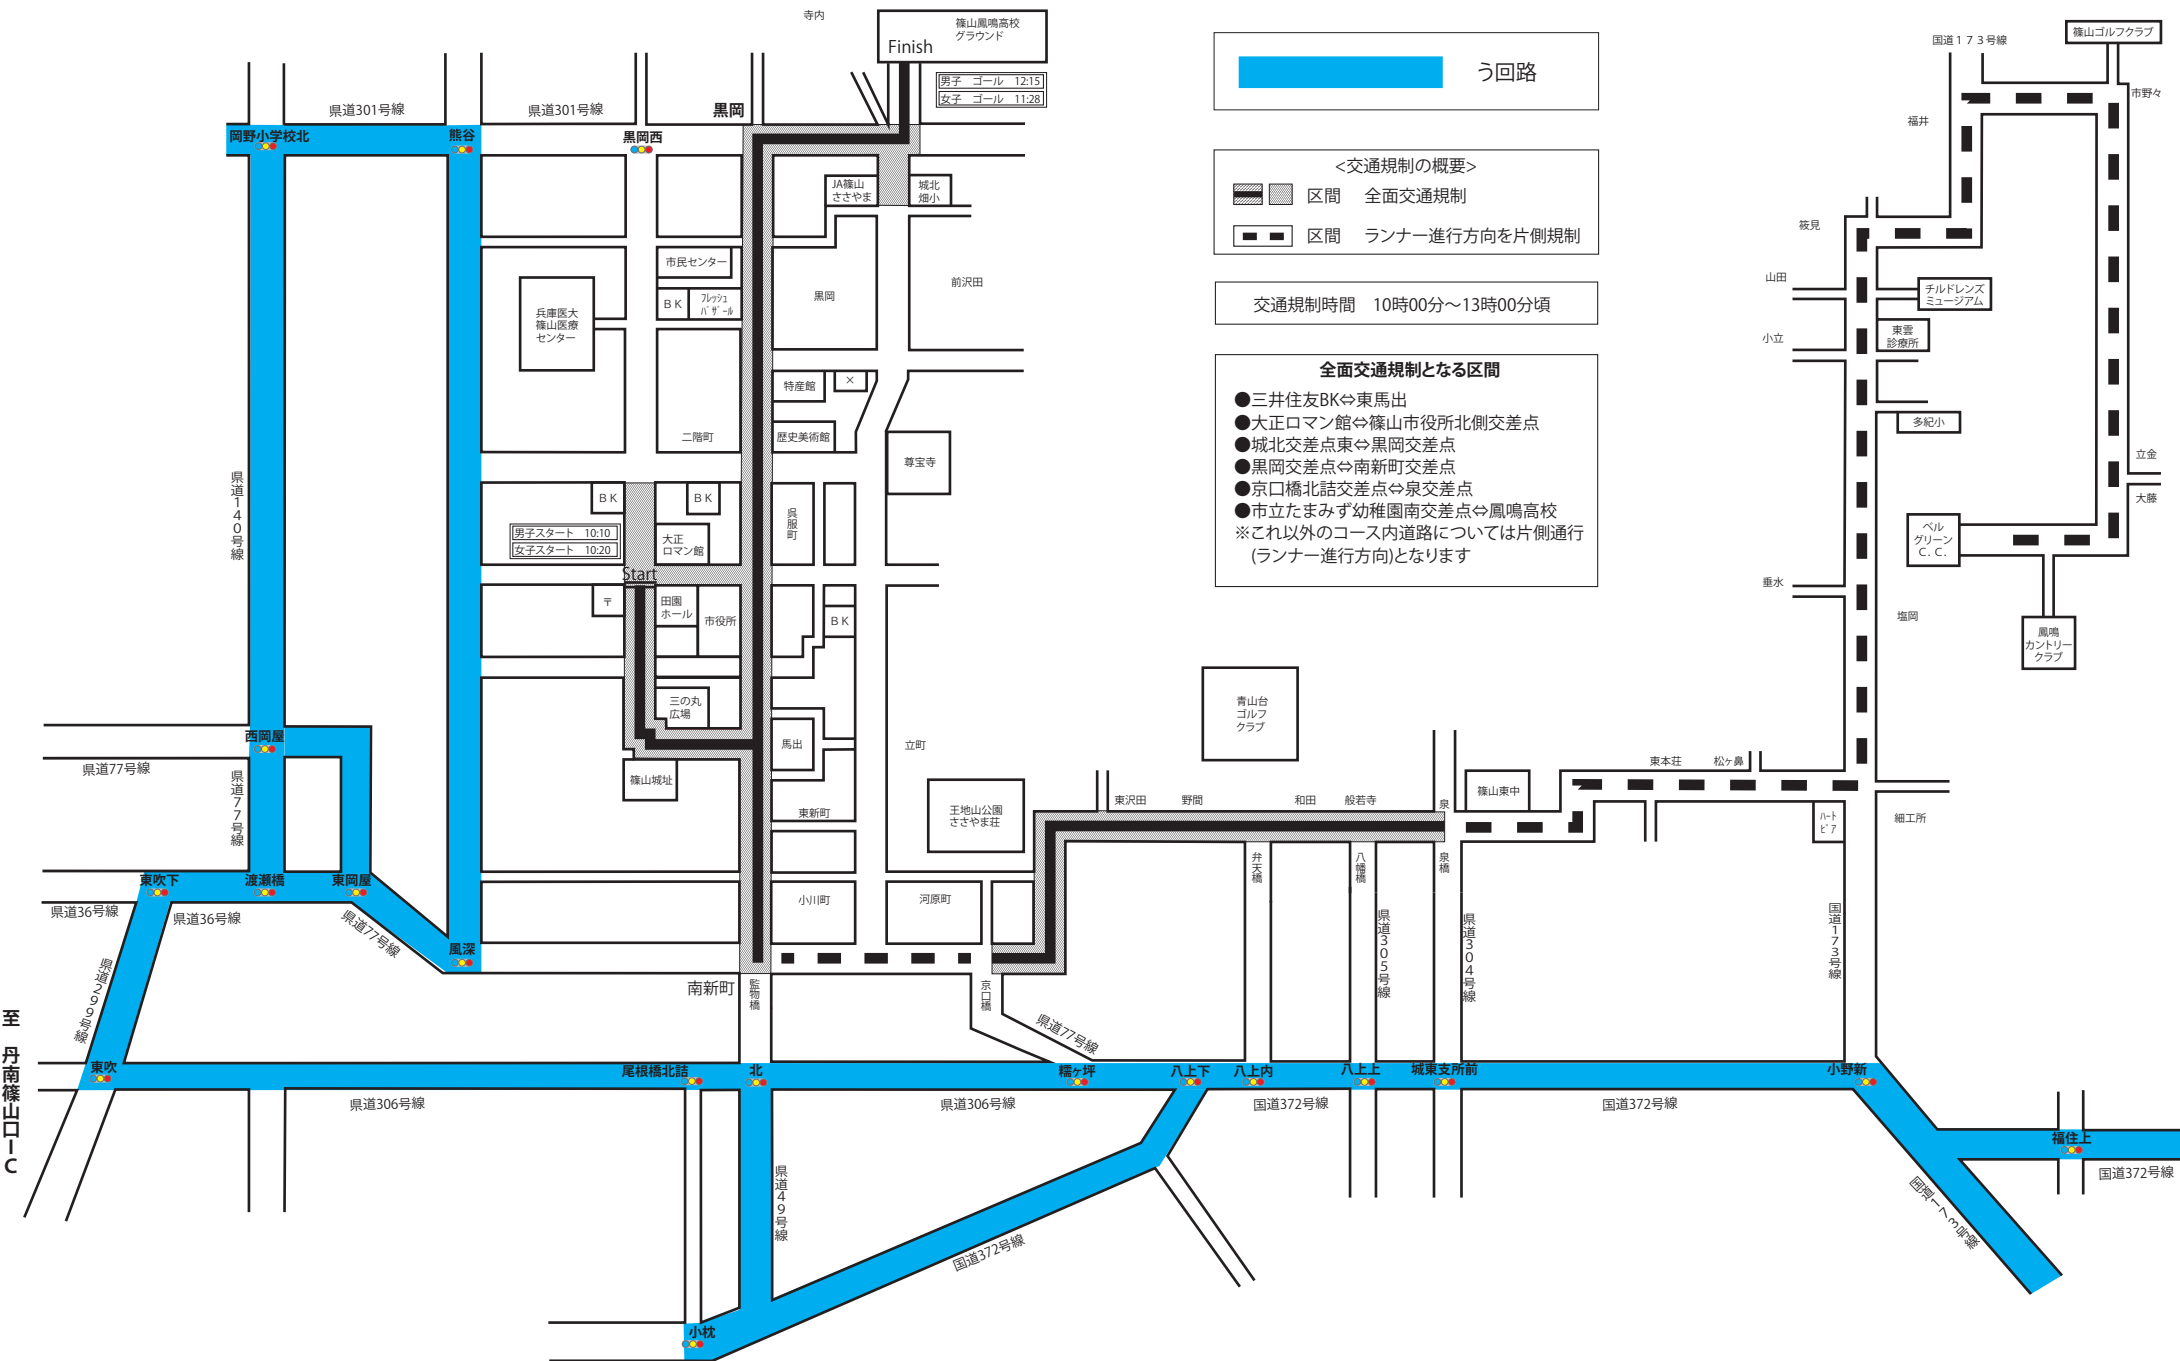 寺内
篠山鳳鳴高校
グラウンド
Finish
男子　ゴール　12:15
女子　ゴール　11:28
う回路
国道１７３号線
篠山ゴルフクラブ
市野々
福井
県道301号線
県道301号線
黒岡
岡野小学校北
熊谷
黒岡西
<交通規制の概要>
区間　全面交通規制
区間　ランナー進行方向を片側規制
JA篠山
ささやま
城北
畑小
筱見
市民センター
ＢＫ
フレッシュ
バザール
兵庫医大
篠山医療
センター
黒岡
前沢田
山田
チルドレンズ
ミュージアム
交通規制時間　10時00分～13時00分頃
小立
東雲
診療所
全面交通規制となる区間
●三井住友BK⇔東馬出
●大正ロマン館⇔篠山市役所北側交差点
●城北交差点東⇔黒岡交差点
●黒岡交差点⇔南新町交差点
●京口橋北詰交差点⇔泉交差点
●市立たまみず幼稚園南交差点⇔鳳鳴高校
※これ以外のコース内道路については片側通行
(ランナー進行方向)となります
特産館
×
二階町
歴史美術館
尊宝寺
多紀小
立金
大藤
県道140号線
ＢＫ
ＢＫ
呉服町
男子スタート　10:10
女子スタート　10:20
大正
ロマン館
ベル
グリーン
Ｃ．Ｃ．
Start
〒
田園
ホール
市役所
ＢＫ
垂水
塩岡
鳳鳴
カントリー
クラブ
三の丸
広場
青山台
ゴルフ
クラブ
西岡屋
馬出
立町
県道77号線
県道77号線
篠山城址
東新町
王地山公園
ささやま荘
東沢田
野間
和田
般若寺
泉
篠山東中
東本荘
松ヶ鼻
ハート
ピア
細工所
東吹下
渡瀬橋
東岡屋
弁天橋
八幡橋
泉橋
県道36号線
県道36号線
県道77号線
風深
小川町
河原町
県道305号線
県道304号線
国道173号線
県道299号線
南新町
監物橋
京口橋
県道77号線
至　丹南篠山口IC
東吹
尾根橋北詰
北
糯ヶ坪
八上下
八上内
八上上
城東支所前
小野新
県道306号線
県道306号線
国道372号線
国道372号線
福住上
国道372号線
県道49号線
国道372号線
国道173号線
小枕